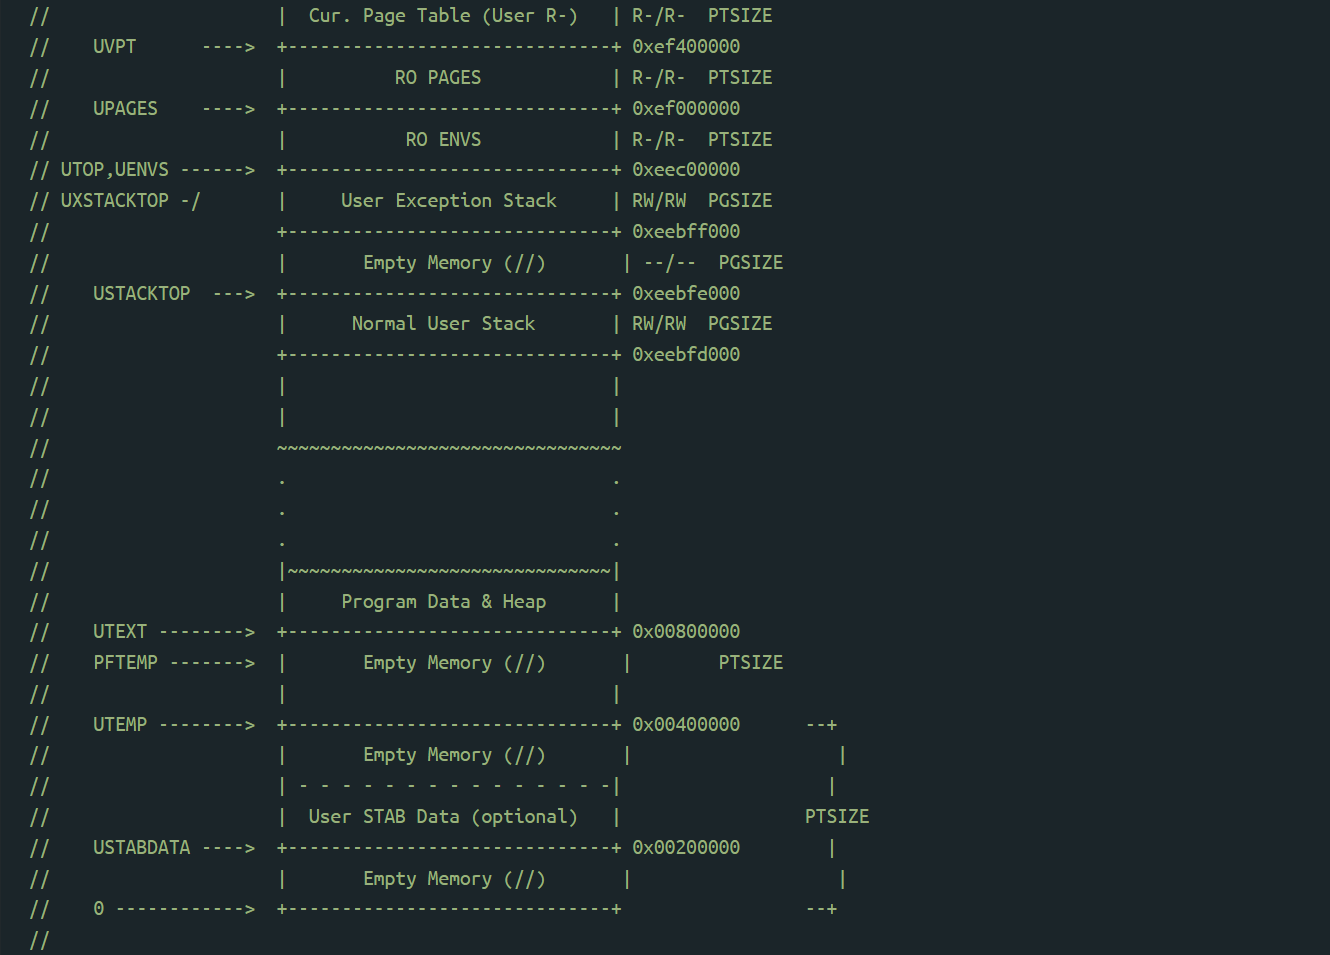 //                     |  Cur. Page Table (User R-)   | R-/R-  PTSIZE
//    UVPT      ---->  +------------------------------+ 0xef400000
//                     |          RO PAGES            | R-/R-  PTSIZE
//    UPAGES    ---->  +------------------------------+ 0xef000000
//                     |           RO ENVS            | R-/R-  PTSIZE
// UTOP,UENVS ------>  +------------------------------+ 0xeec00000
// UXSTACKTOP -/       |     User Exception Stack     | RW/RW  PGSIZE
//                     +------------------------------+ 0xeebff000
//                     |       Empty Memory (//)       | --/--  PGSIZE
//    USTACKTOP  --->  +------------------------------+ 0xeebfe000
//                     |      Normal User Stack       | RW/RW  PGSIZE
//                     +------------------------------+ 0xeebfd000
//                     |                              |
//                     |                              |
//                     ~~~~~~~~~~~~~~~~~~~~~~~~~~~~~~~~
//                     .                              .
//                     .                              .
//                     .                              .
//                     |~~~~~~~~~~~~~~~~~~~~~~~~~~~~~~|
//                     |     Program Data & Heap      |
//    UTEXT -------->  +------------------------------+ 0x00800000
//    PFTEMP ------->  |       Empty Memory (//)       |        PTSIZE
//                     |                              |
//    UTEMP -------->  +------------------------------+ 0x00400000      --+
//                     |       Empty Memory (//)       |                   |
//                     | - - - - - - - - - - - - - - -|                   |
//                     |  User STAB Data (optional)   |                 PTSIZE
//    USTABDATA ---->  +------------------------------+ 0x00200000        |
//                     |       Empty Memory (//)       |                   |
//    0 ------------>  +------------------------------+                 --+
//